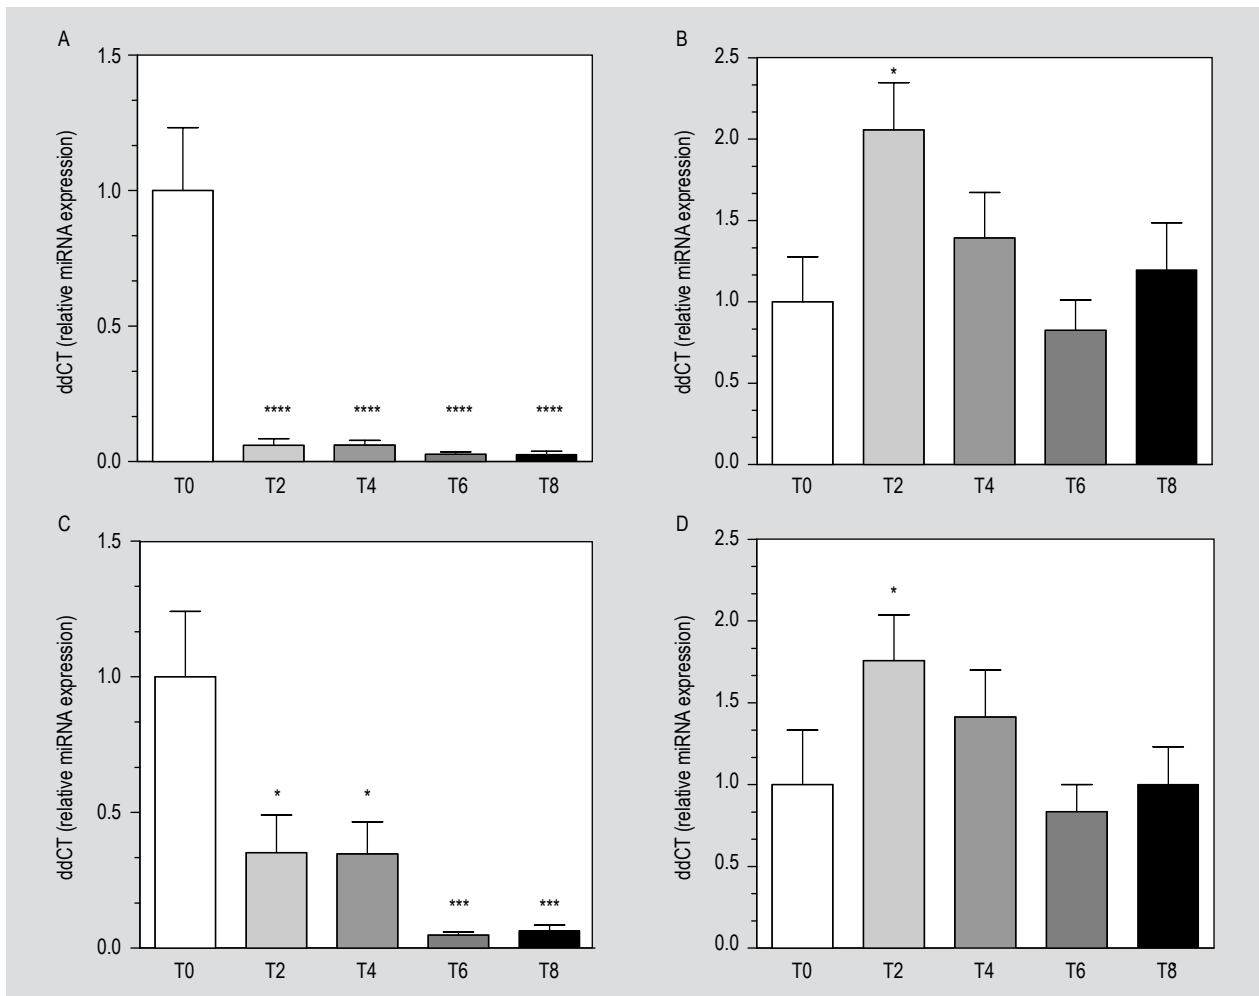 A
ddCT (relative miRNA expression)
1.5
1.0
0.5
0.0
**** **** **** ****
T0 T2 T4 T6 T8
B
ddCT (relative miRNA expression)
2.5
2.0
1.5
1.0
0.5
0.0
*
T0 T2 T4 T6 T8
C
ddCT (relative miRNA expression)
1.5
1.0
0.5
0.0
* * *** ***
T0 T2 T4 T6 T8
D
ddCT (relative miRNA expression)
2.5
2.0
1.5
1.0
0.5
0.0
*
T0 T2 T4 T6 T8